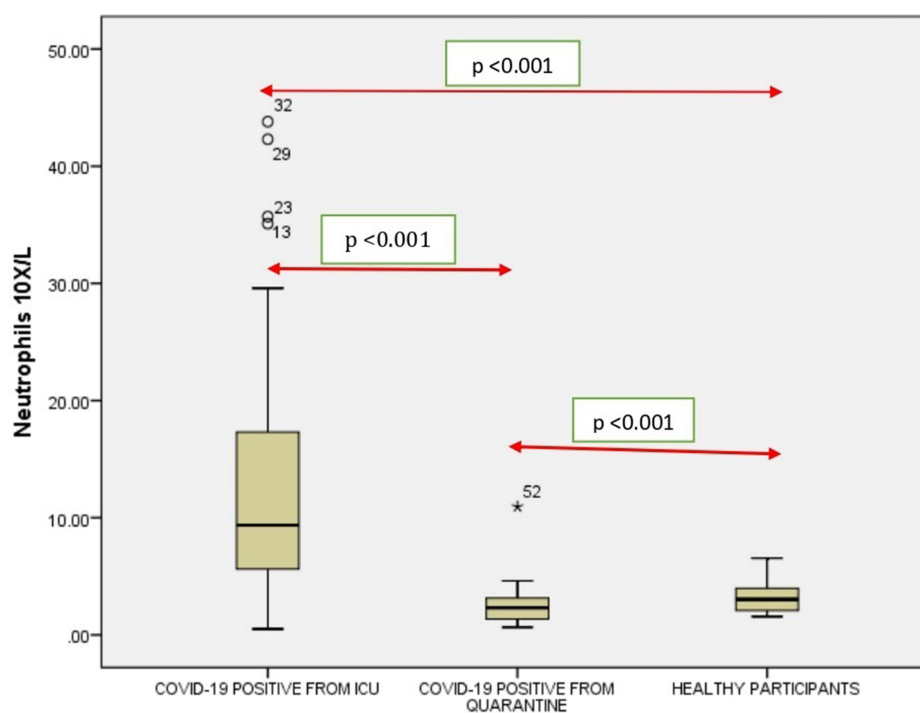 50.00
p <0.001
32
40.00
29
23
13
p <0.001
30.00
Neutrophils 10X/L
20.00
p <0.001
52
*
10.00
.00
COVID-19 POSITIVE FROM ICU
COVID-19 POSITIVE FROM
QUARANTINE
HEALTHY PARTICIPANTS